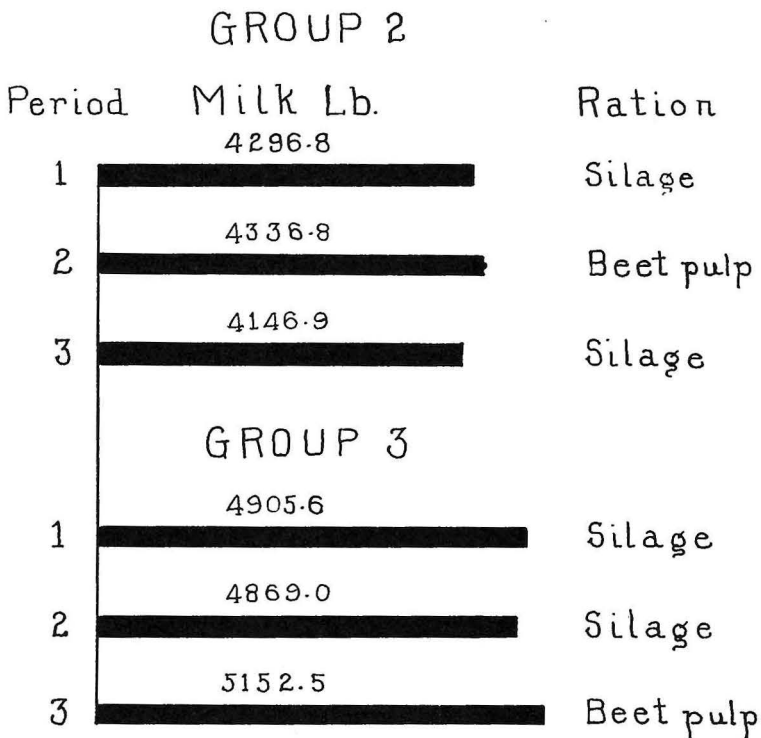 GROUP 2
Period Milk Lb. Ration
4296.8
1 Silage
4336.8
2 Beet pulp
4146.9
3 Silage
GROUP 3
4905.6
1 Silage
4869.0
2 Silage
5152.5
3 Beet pulp